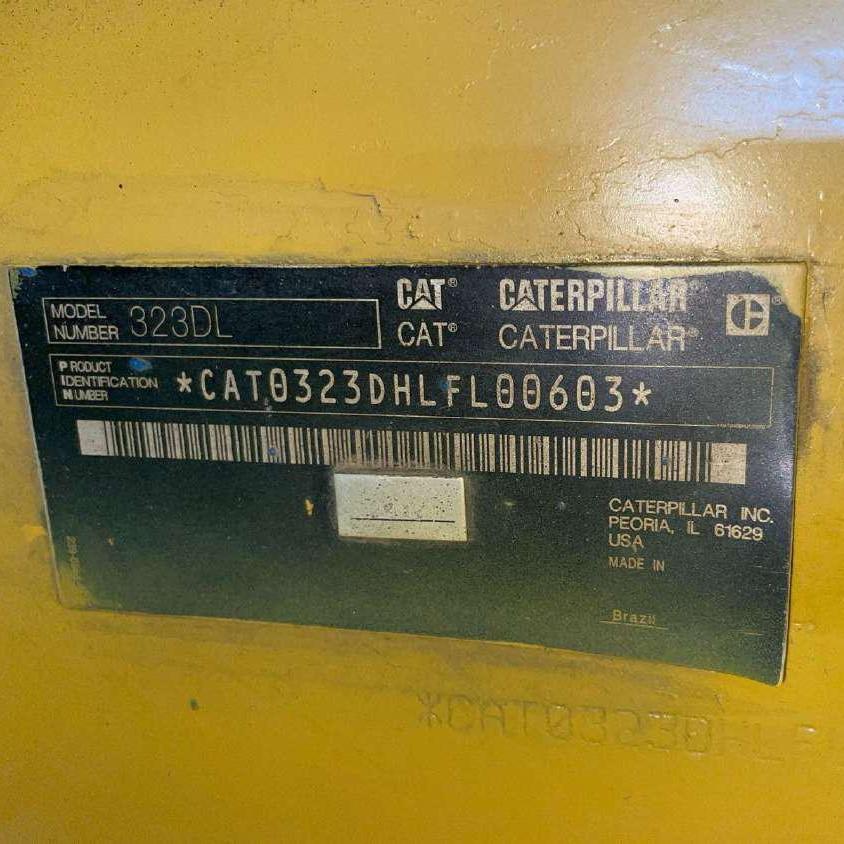 MODEL NUMBER 323DL
CAT® CATERPILLAR®
CAT® CATERPILLAR®
PRODUCT
IDENTIFICATION
NUMBER
*CAT0323DHLFL00603*
CATERPILLAR INC.
PEORIA, IL 61629
USA
MADE IN
Brazil
*CAT0323DHLF